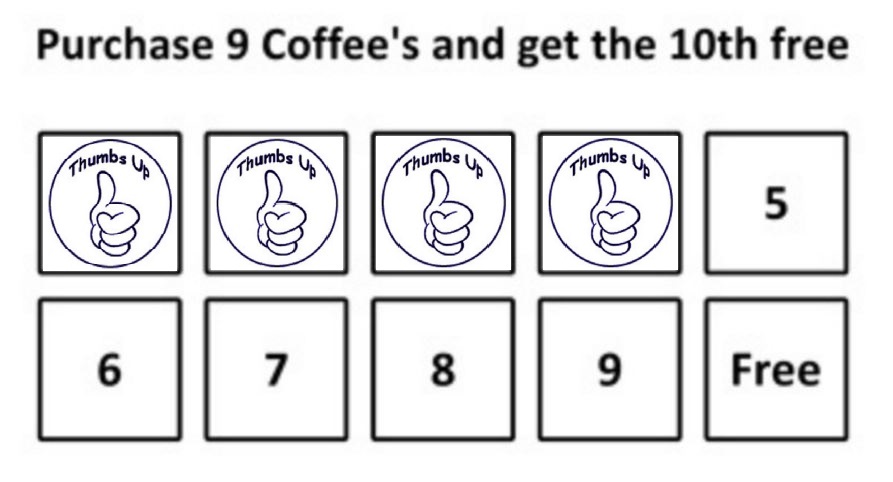 Purchase 9 Coffee's and get the 10th free
Thumbs Up Thumbs Up Thumbs Up Thumbs Up 5
6 7 8 9 Free